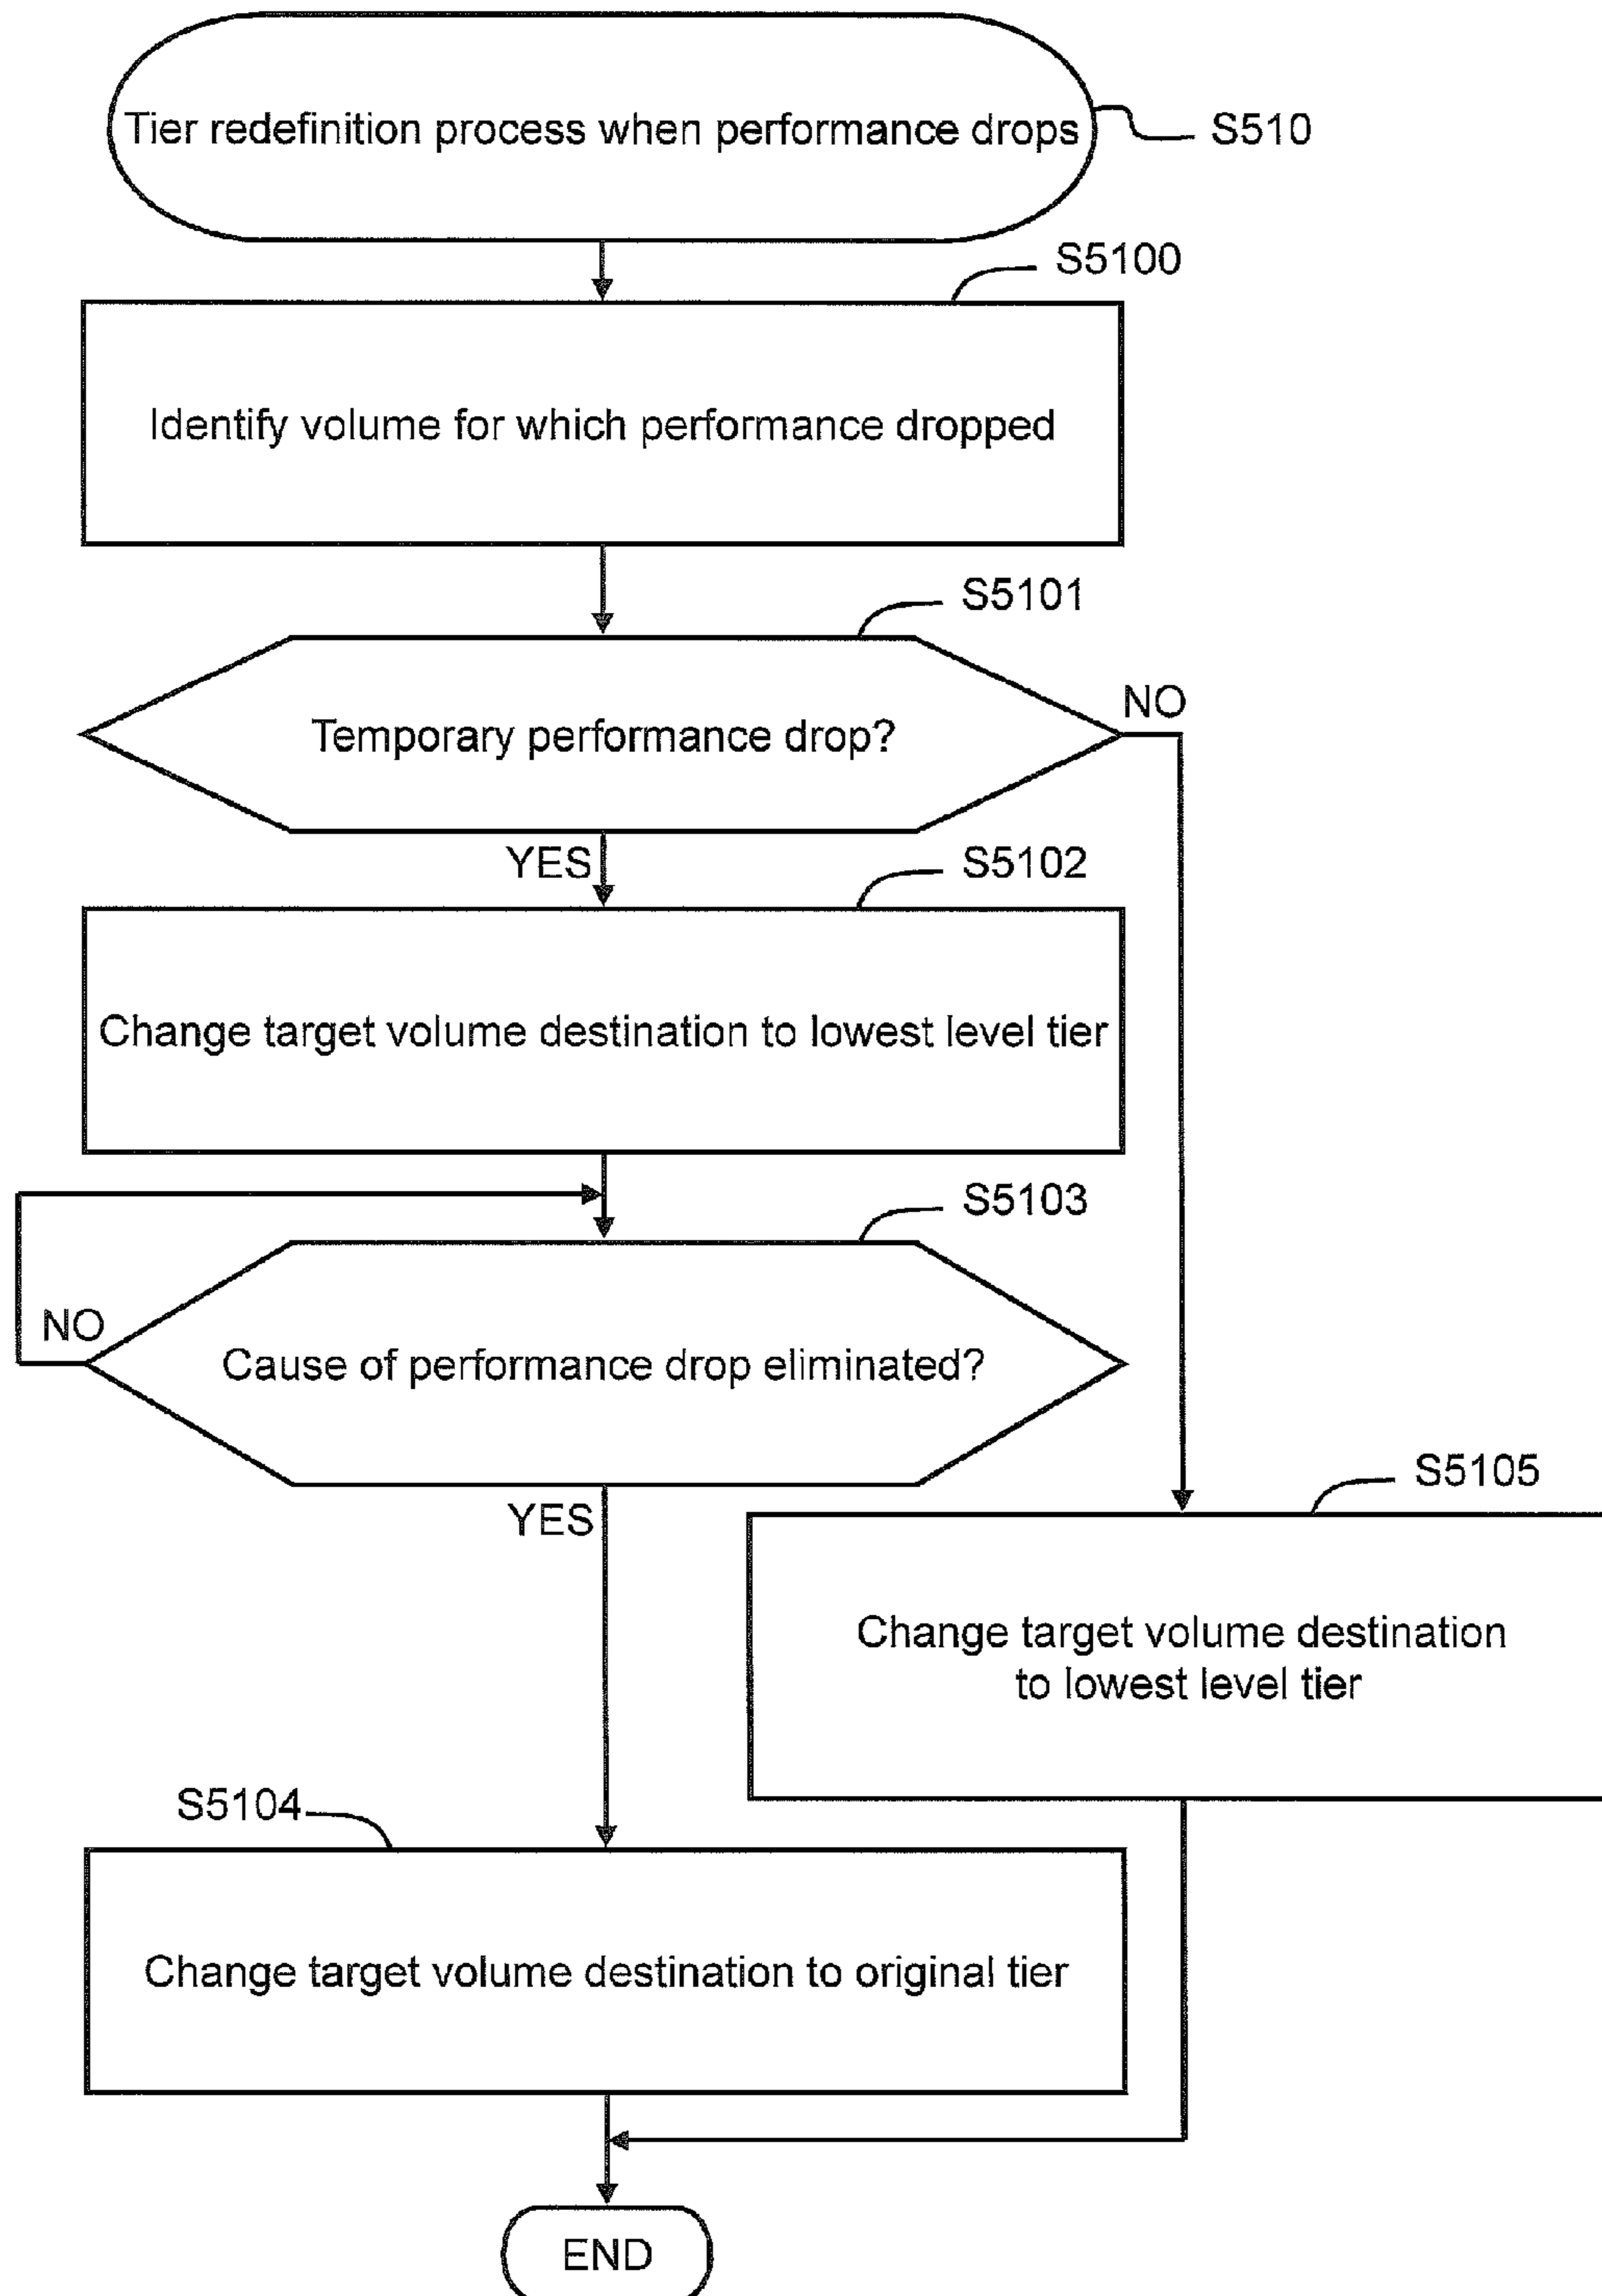 Tier redefinition process when performance drops
S510
S5100
Identify volume for which performance dropped
S5101
Temporary performance drop?
NO
YES
S5102
Change target volume destination to lowest level tier
S5103
Cause of performance drop eliminated?
NO
YES
S5105
Change target volume destination
to lowest level tier
S5104
Change target volume destination to original tier
END